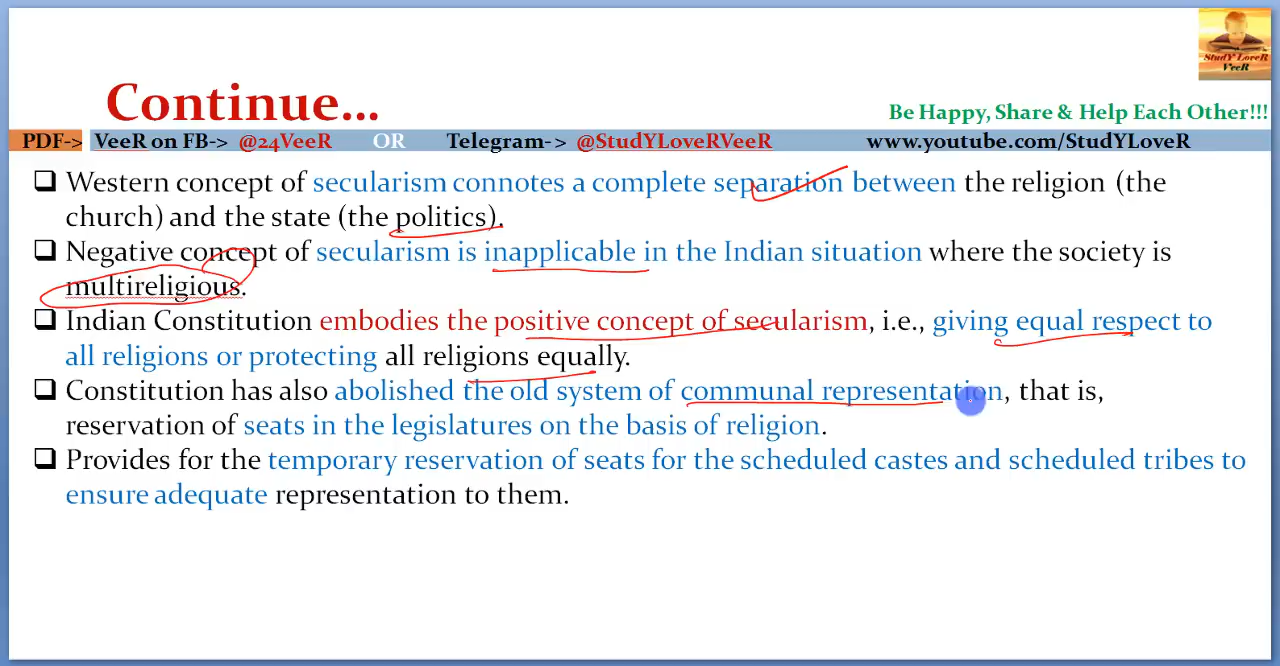 StudY LoveR
VeeR
Continue...
Be Happy, Share & Help Each Other!!!
PDF-> VeeR on FB-> @24VeeR OR Telegram-> @StudYLoveRVeeR www.youtube.com/StudYLoveR
❑ Western concept of secularism connotes a complete separation between the religion (the
church) and the state (the politics).
❑ Negative concept of secularism is inapplicable in the Indian situation where the society is
multireligious.
❑ Indian Constitution embodies the positive concept of secularism, i.e., giving equal respect to
all religions or protecting all religions equally.
❑ Constitution has also abolished the old system of communal representation, that is,
reservation of seats in the legislatures on the basis of religion.
❑ Provides for the temporary reservation of seats for the scheduled castes and scheduled tribes to
ensure adequate representation to them.